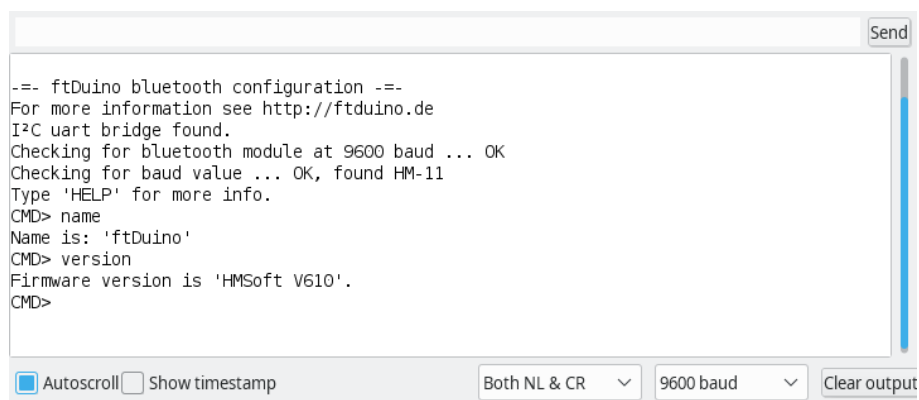 Send
-=- ftDuino bluetooth configuration -=-
For more information see http://ftduino.de
I²C uart bridge found.
Checking for bluetooth module at 9600 baud ... OK
Checking for baud value ... OK, found HM-11
Type 'HELP' for more info.
CMD> name
Name is: 'ftDuino'
CMD> version
Firmware version is 'HMSoft V610'.
CMD>
Autoscroll Show timestamp Both NL & CR 9600 baud Clear output